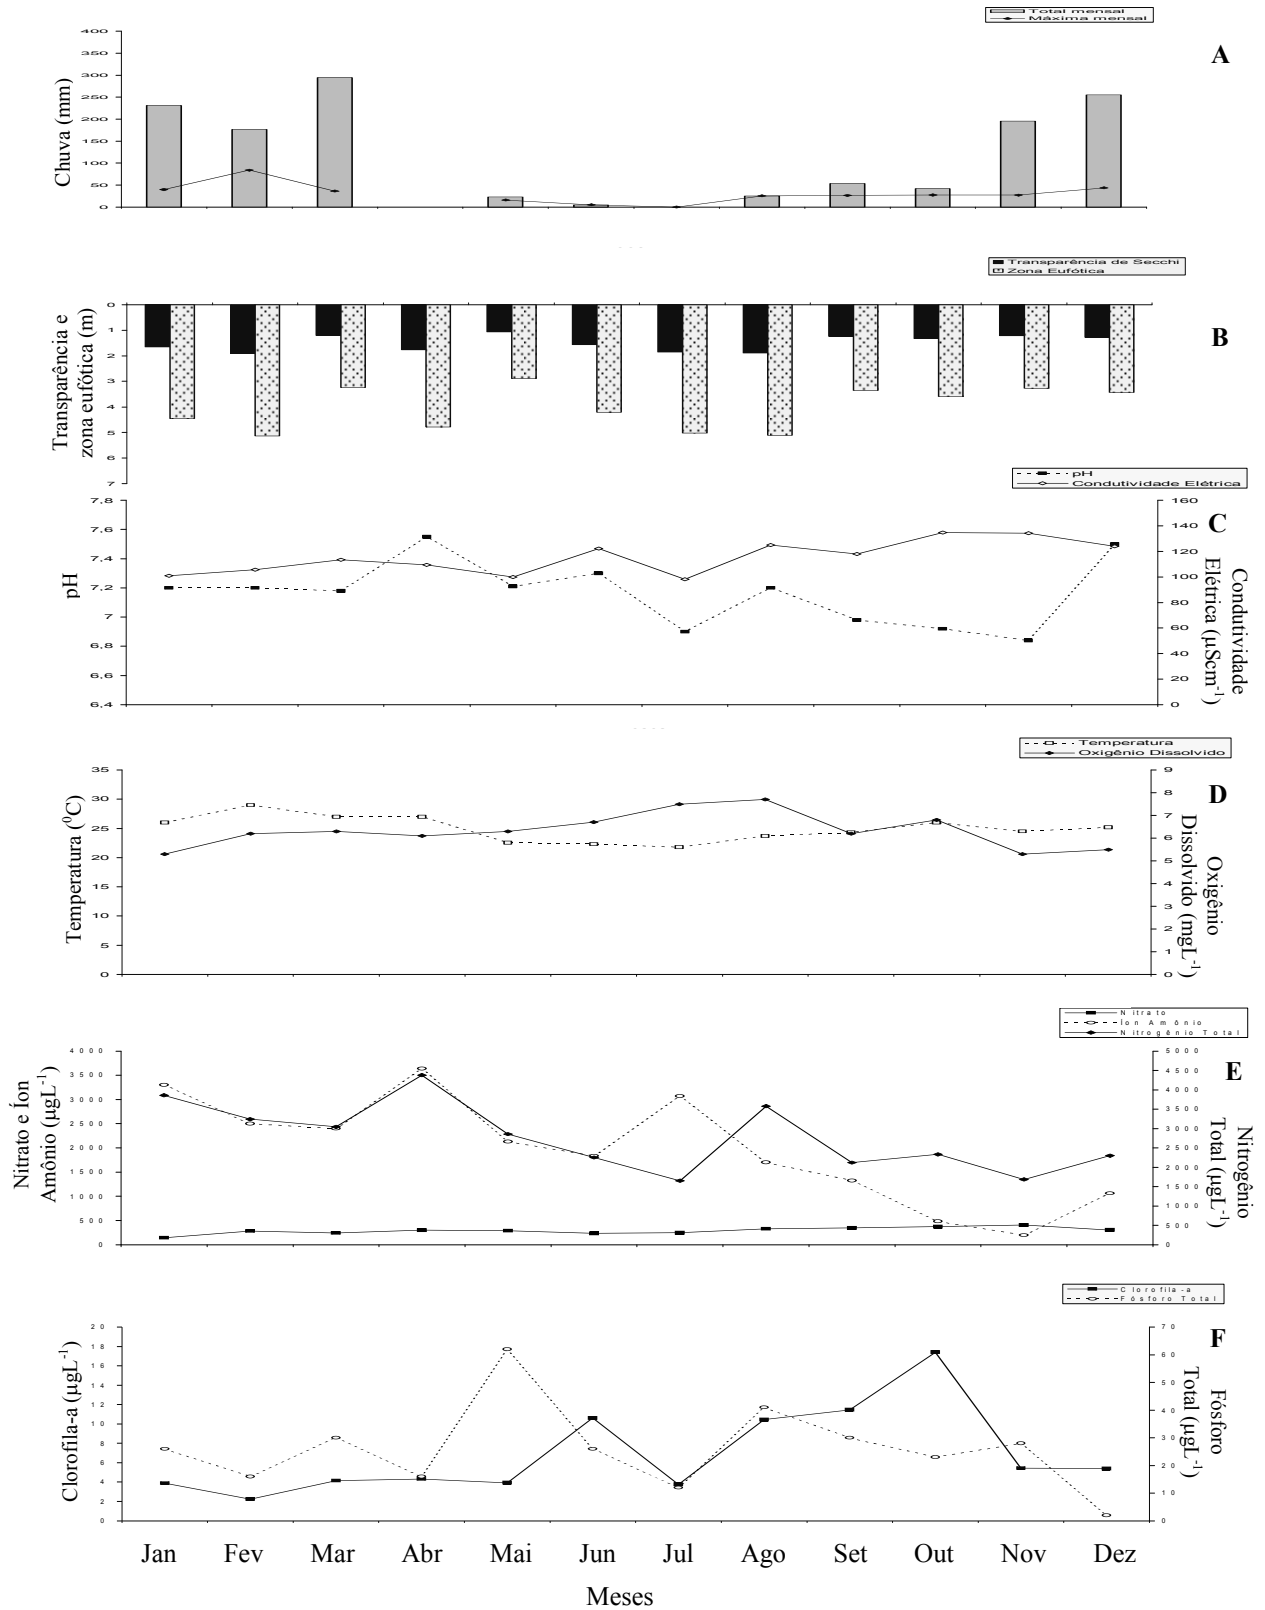 Total mensal
Máxima mensal
A
Chuva (mm)
400
350
300
250
200
150
100
50
0
Transparência de Secchi
Zona Eufótica
B
Transparência e
zona eufótica (m)
0
1
2
3
4
5
6
7
pH
Condutividade Elétrica
C
pH
7,8
7,6
7,4
7,2
7
6,8
6,6
6,4
160
140
120
100
80
60
40
20
0
Condutividade
Elétrica (µScm-1)
Temperatura
Oxigênio Dissolvido
D
Temperatura (0C)
35
30
25
20
15
10
5
0
9
8
7
6
5
4
3
2
1
0
Oxigênio
Dissolvido (mgL-1)
Nitrato
Íon Amônio
Nitrogênio Total
E
Nitrato e Íon
Amônio (µgL-1)
4000
3500
3000
2500
2000
1500
1000
500
0
5000
4500
4000
3500
3000
2500
2000
1500
1000
500
0
Nitrogênio
Total (µgL-1)
Clorofila-a
Fósforo Total
F
Clorofila-a (µgL-1)
20
18
16
14
12
10
8
6
4
2
0
70
60
50
40
30
20
10
0
Fósforo
Total (µgL-1)
Jan Fev Mar Abr Mai Jun Jul Ago Set Out Nov Dez
Meses